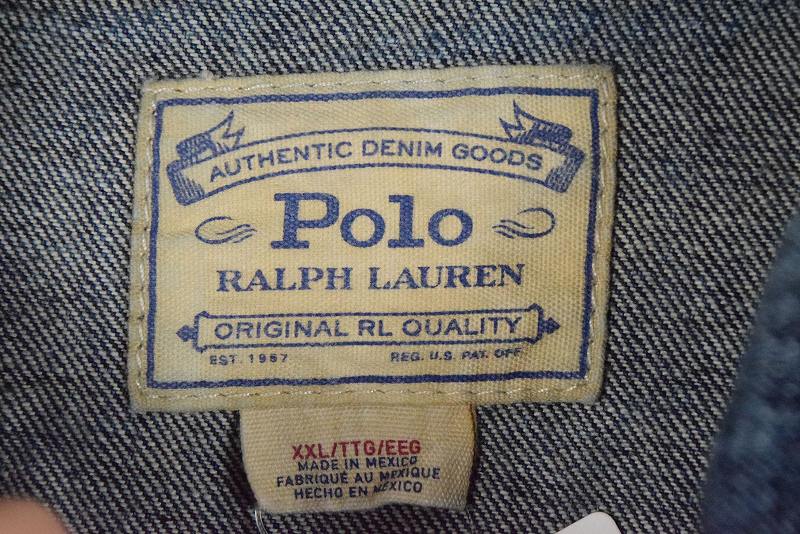 AUTHENTIC DENIM GOODS
Polo
RALPH LAUREN
ORIGINAL RL QUALITY
EST. 1967 REG. U.S. PAT. OFF.
XXL/TTG/EEG
MADE IN MEXICO
FABRIQUÉ AU MEXIQUE
HECHO EN MÉXICO